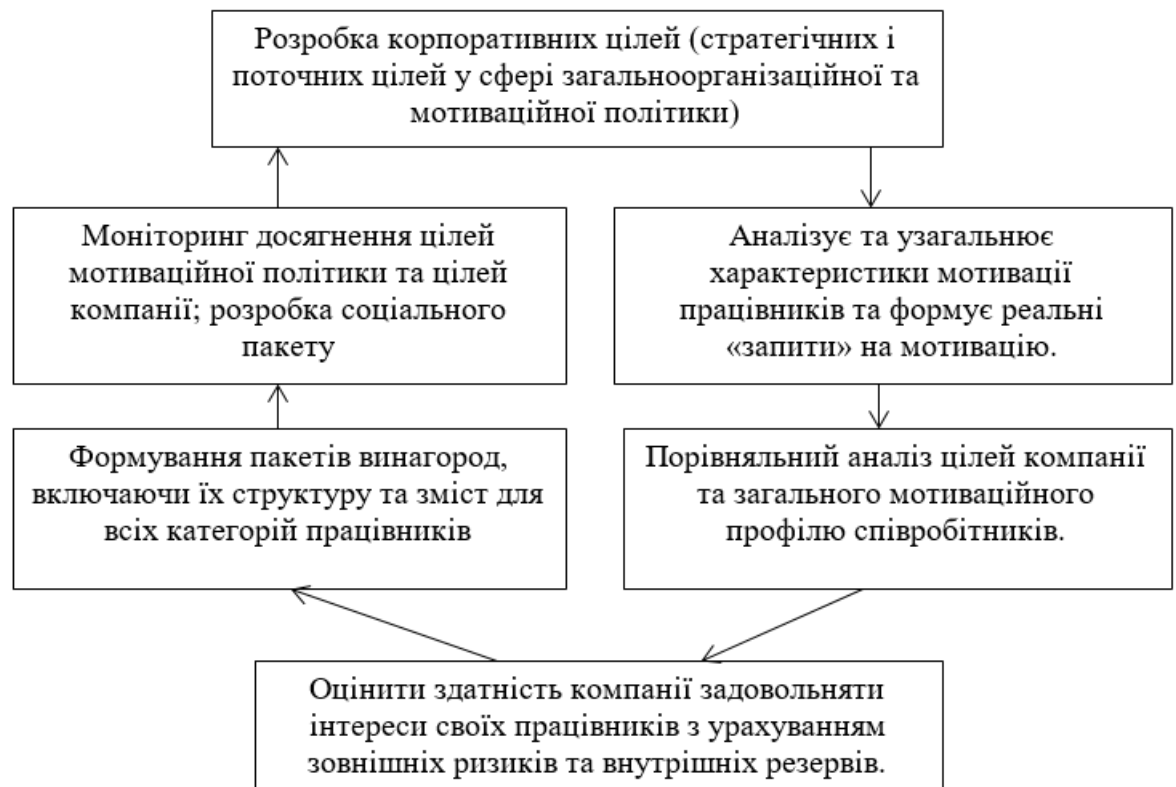 Розробка корпоративних цілей (стратегічних і
поточних цілей у сфері загальноорганізаційної та
мотиваційної політики)
Моніторинг досягнення цілей
мотиваційної політики та цілей
компанії; розробка соціального
пакету
Аналізує та узагальнює
характеристики мотивації
працівників та формує реальні
«запити» на мотивацію.
Формування пакетів винагород,
включаючи їх структуру та зміст для
всіх категорій працівників
Порівняльний аналіз цілей компанії
та загального мотиваційного
профілю співробітників.
Оцінити здатність компанії задовольняти
інтереси своїх працівників з урахуванням
зовнішніх ризиків та внутрішніх резервів.